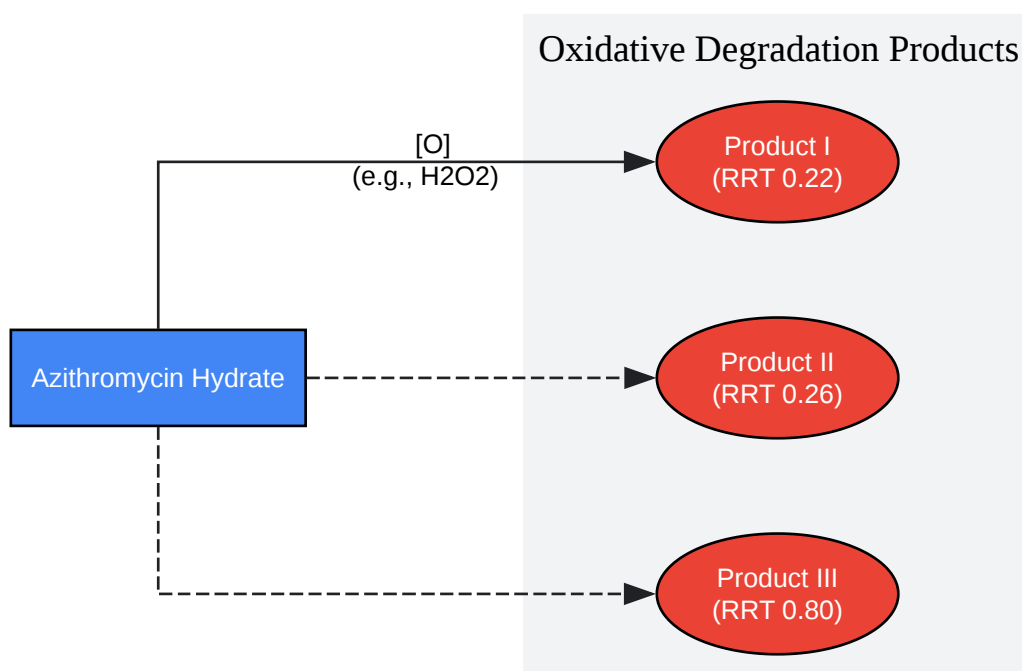 Oxidative Degradation Products
[O]
(e.g., H2O2)
Product I
(RRT 0.22)
Azithromycin Hydrate
Product II
(RRT 0.26)
Product III
(RRT 0.80)